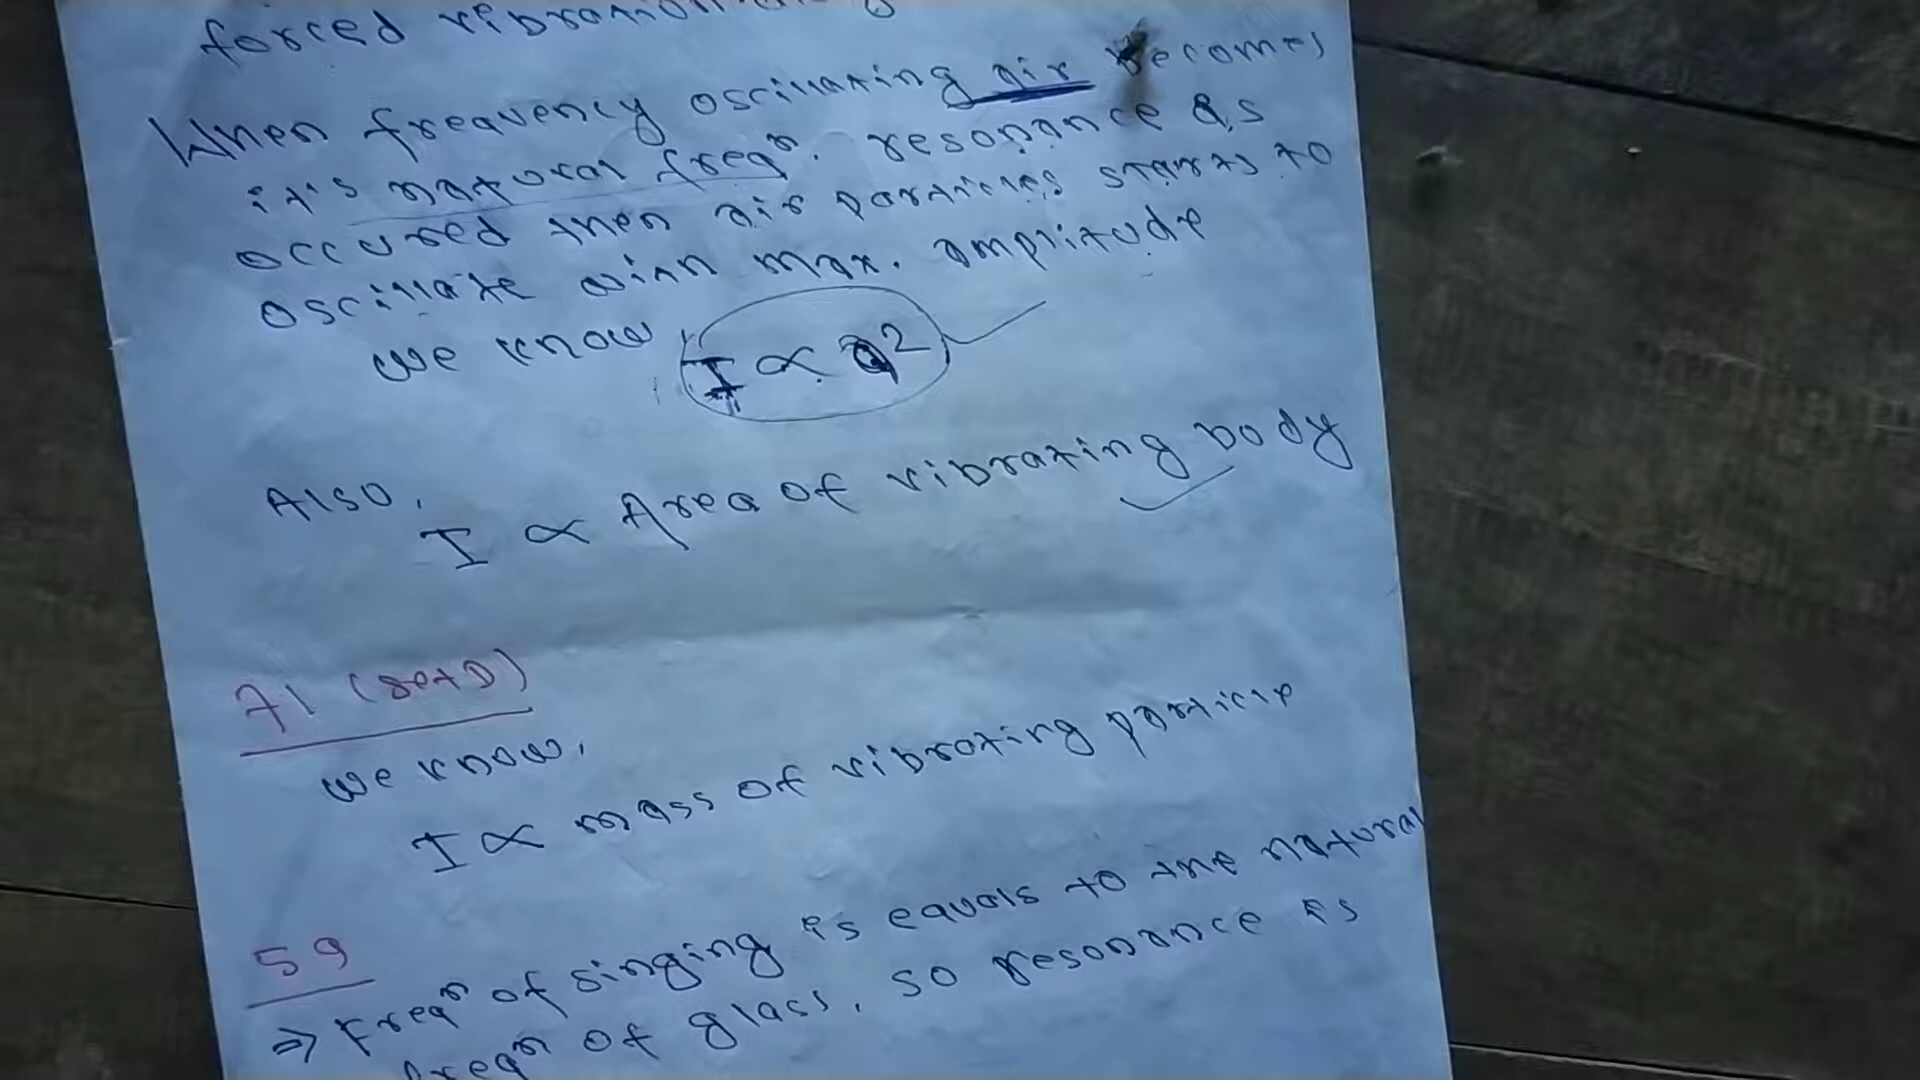 forced
When frequency oscillating air becomes
it's natural freqn. resonance is
occured then air particles starts to
oscillate with max. amplitude
we know, I ∝ a²
Also,
I ∝ Area of vibrating body
71 (set D)
we know,
I ∝ mass of vibrating particle
59
⇒ Freqn of singing is equals to the natural
freqn of glass, so resonance is